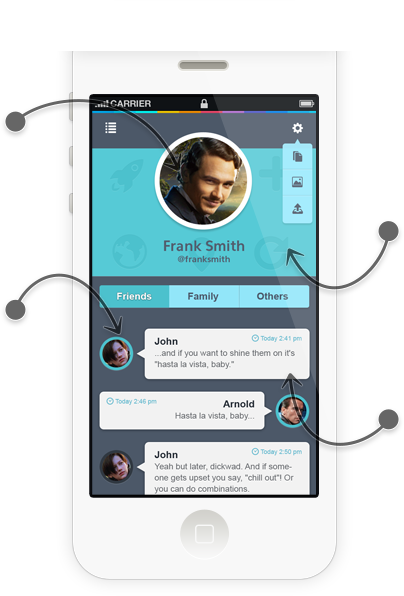 CARRIER
Frank Smith
@franksmith
Friends
Family
Others
John
Today 2:41 pm
...and if you want to shine them on it's
"hasta la vista, baby."
Today 2:46 pm
Arnold
Hasta la vista, baby...
John
Today 2:50 pm
Yeah but later, dickwad. And if some-
one gets upset you say, "chill out"! Or
you can do combinations.